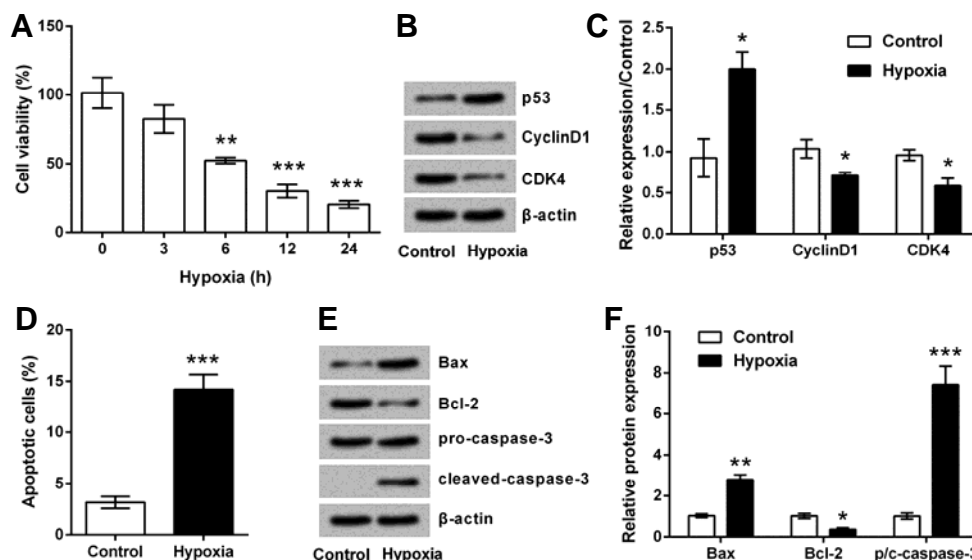 A
Cell viability (%)
150
100
50
0
** *** ***
0 3 6 12 24
Hypoxia (h)
B
p53
CyclinD1
CDK4
β-actin
Control Hypoxia
C
Control
Hypoxia
Relative expression/Control
2.5
2.0
1.5
1.0
0.5
0.0
* * *
p53 CyclinD1 CDK4
D
Apoptotic cells (%)
20
15
10
5
0
***
Control Hypoxia
E
Bax
Bcl-2
pro-caspase-3
cleaved-caspase-3
β-actin
Control Hypoxia
F
Control
Hypoxia
Relative protein expression
10
8
6
4
2
0
** * ***
Bax Bcl-2 p/c-caspase-3